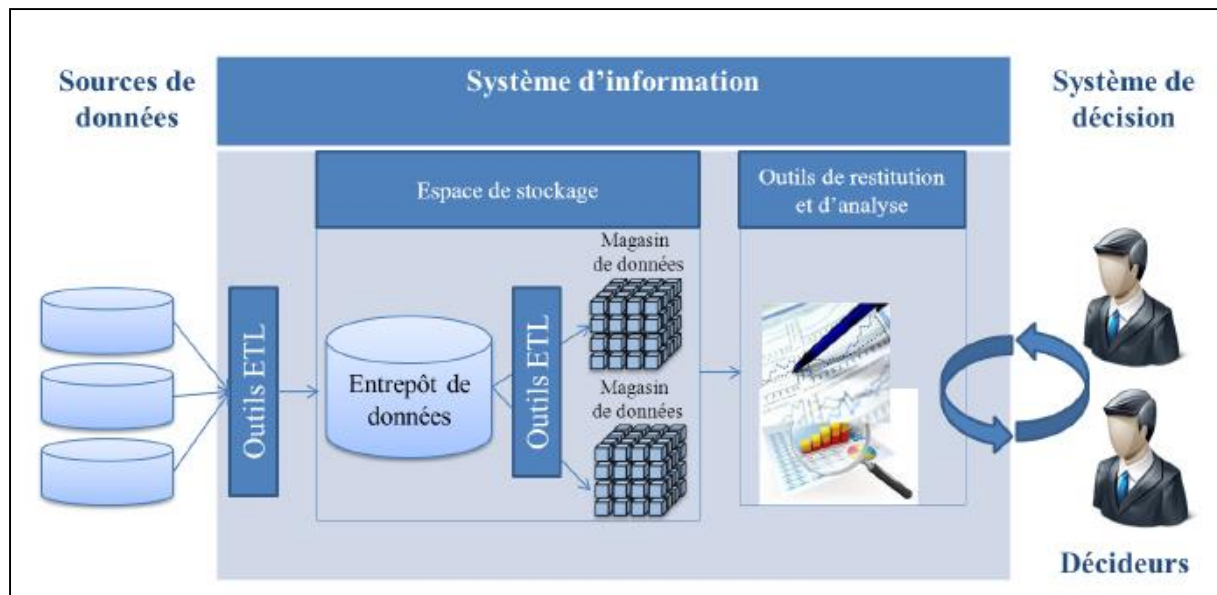 Sources de
données
Système d'information
Système de
décision
Espace de stockage
Outils de restitution
et d'analyse
Outils ETL
Entrepôt de
données
Outils ETL
Magasin
de données
Magasin
de données
Décideurs